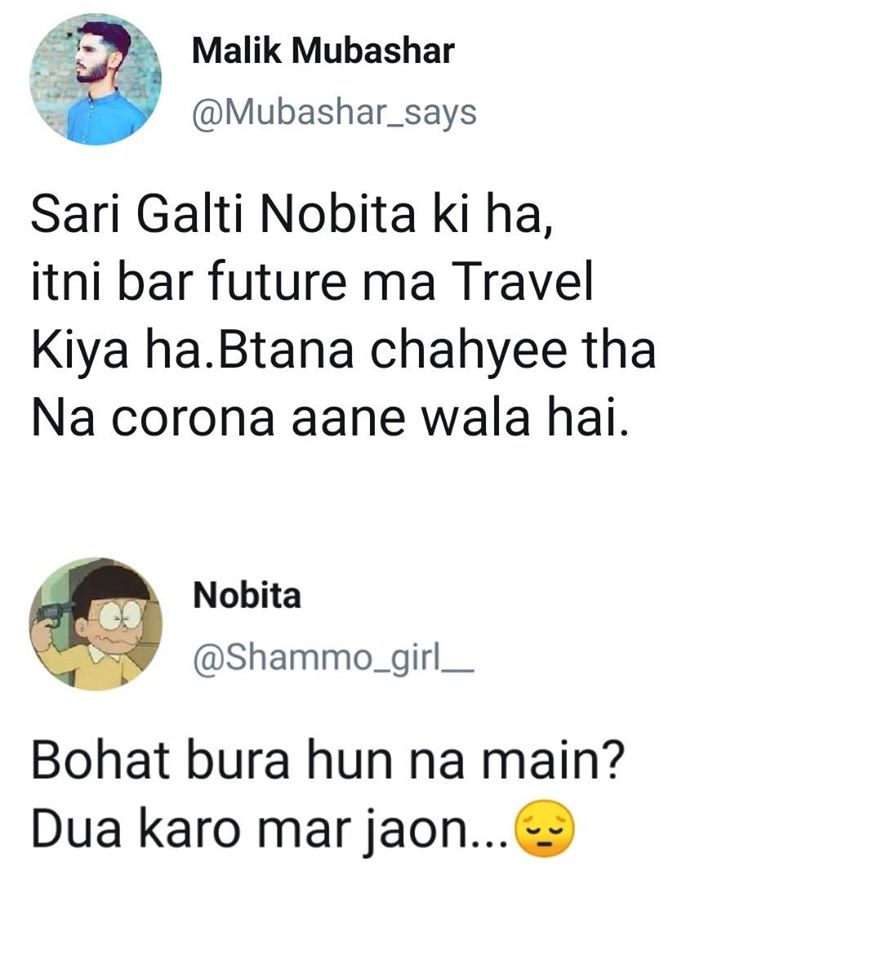 Malik Mubashar
@Mubashar_says
Sari Galti Nobita ki ha,
itni bar future ma Travel
Kiya ha.Btana chahyee tha
Na corona aane wala hai.
Nobita
@Shammo_girl__
Bohat bura hun na main?
Dua karo mar jaon...😔